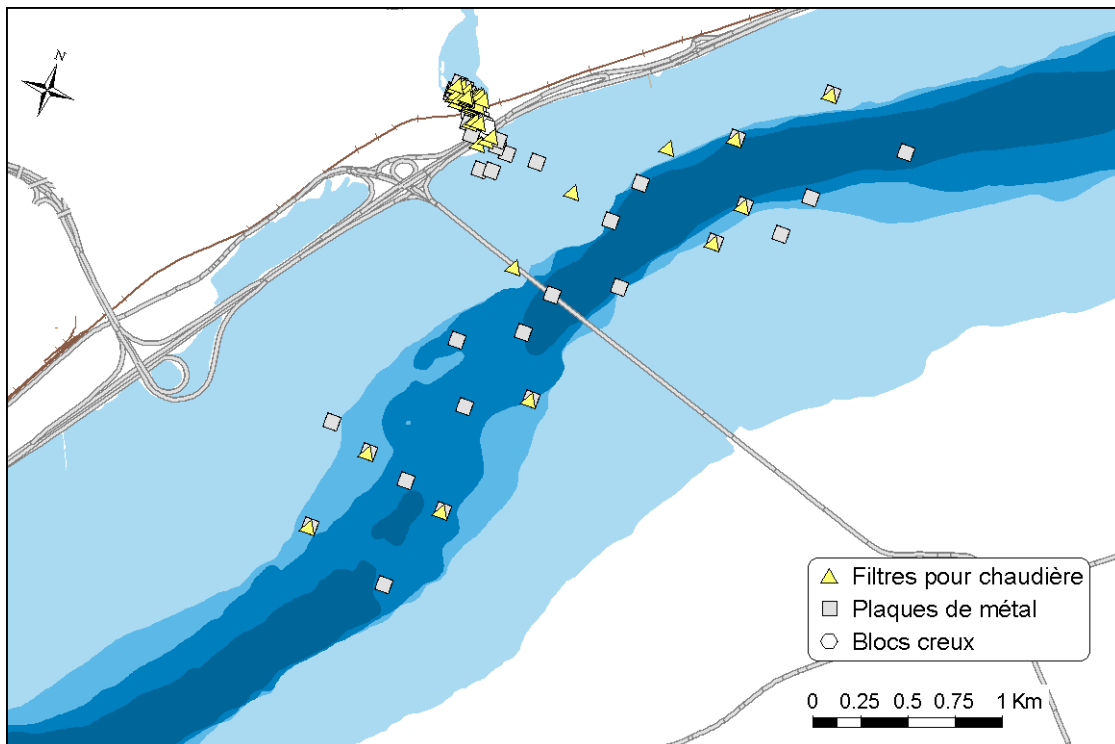 N
Filtres pour chaudière
Plaques de métal
Blocs creux
0 0.25 0.5 0.75 1 Km